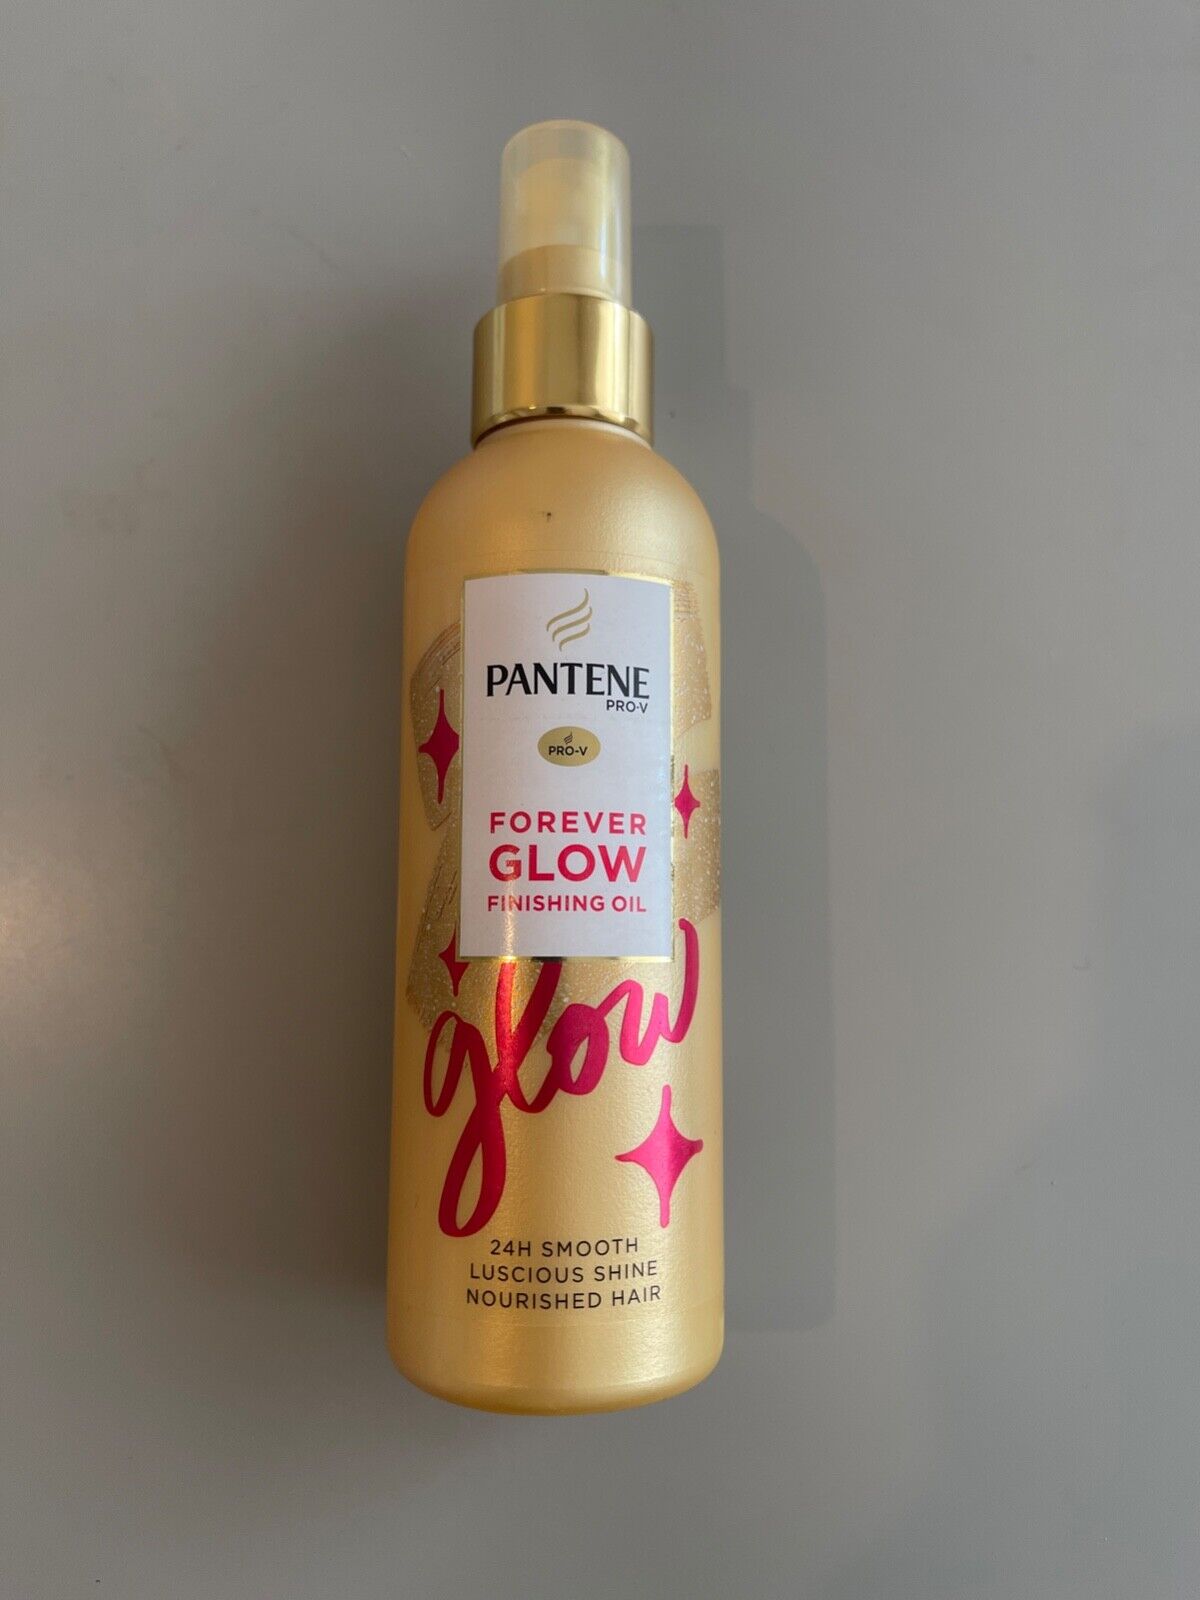 PANTENE
PRO-V
PRO-V
FOREVER
GLOW
FINISHING OIL
glow
24H SMOOTH
LUSCIOUS SHINE
NOURISHED HAIR